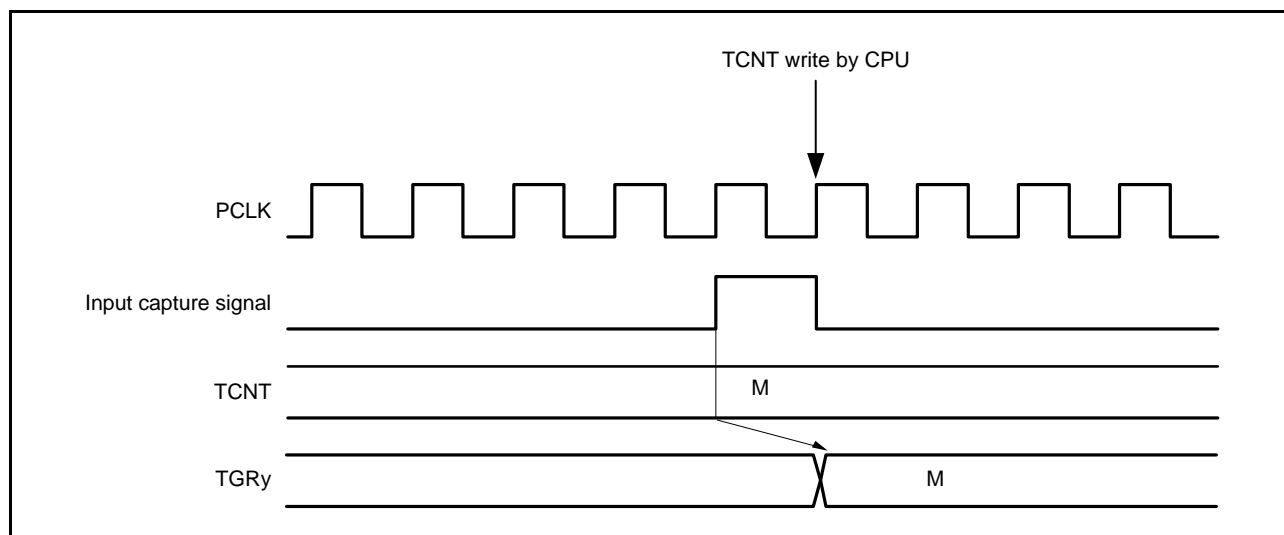 TCNT write by CPU
PCLK
Input capture signal
TCNT
M
TGRy
M